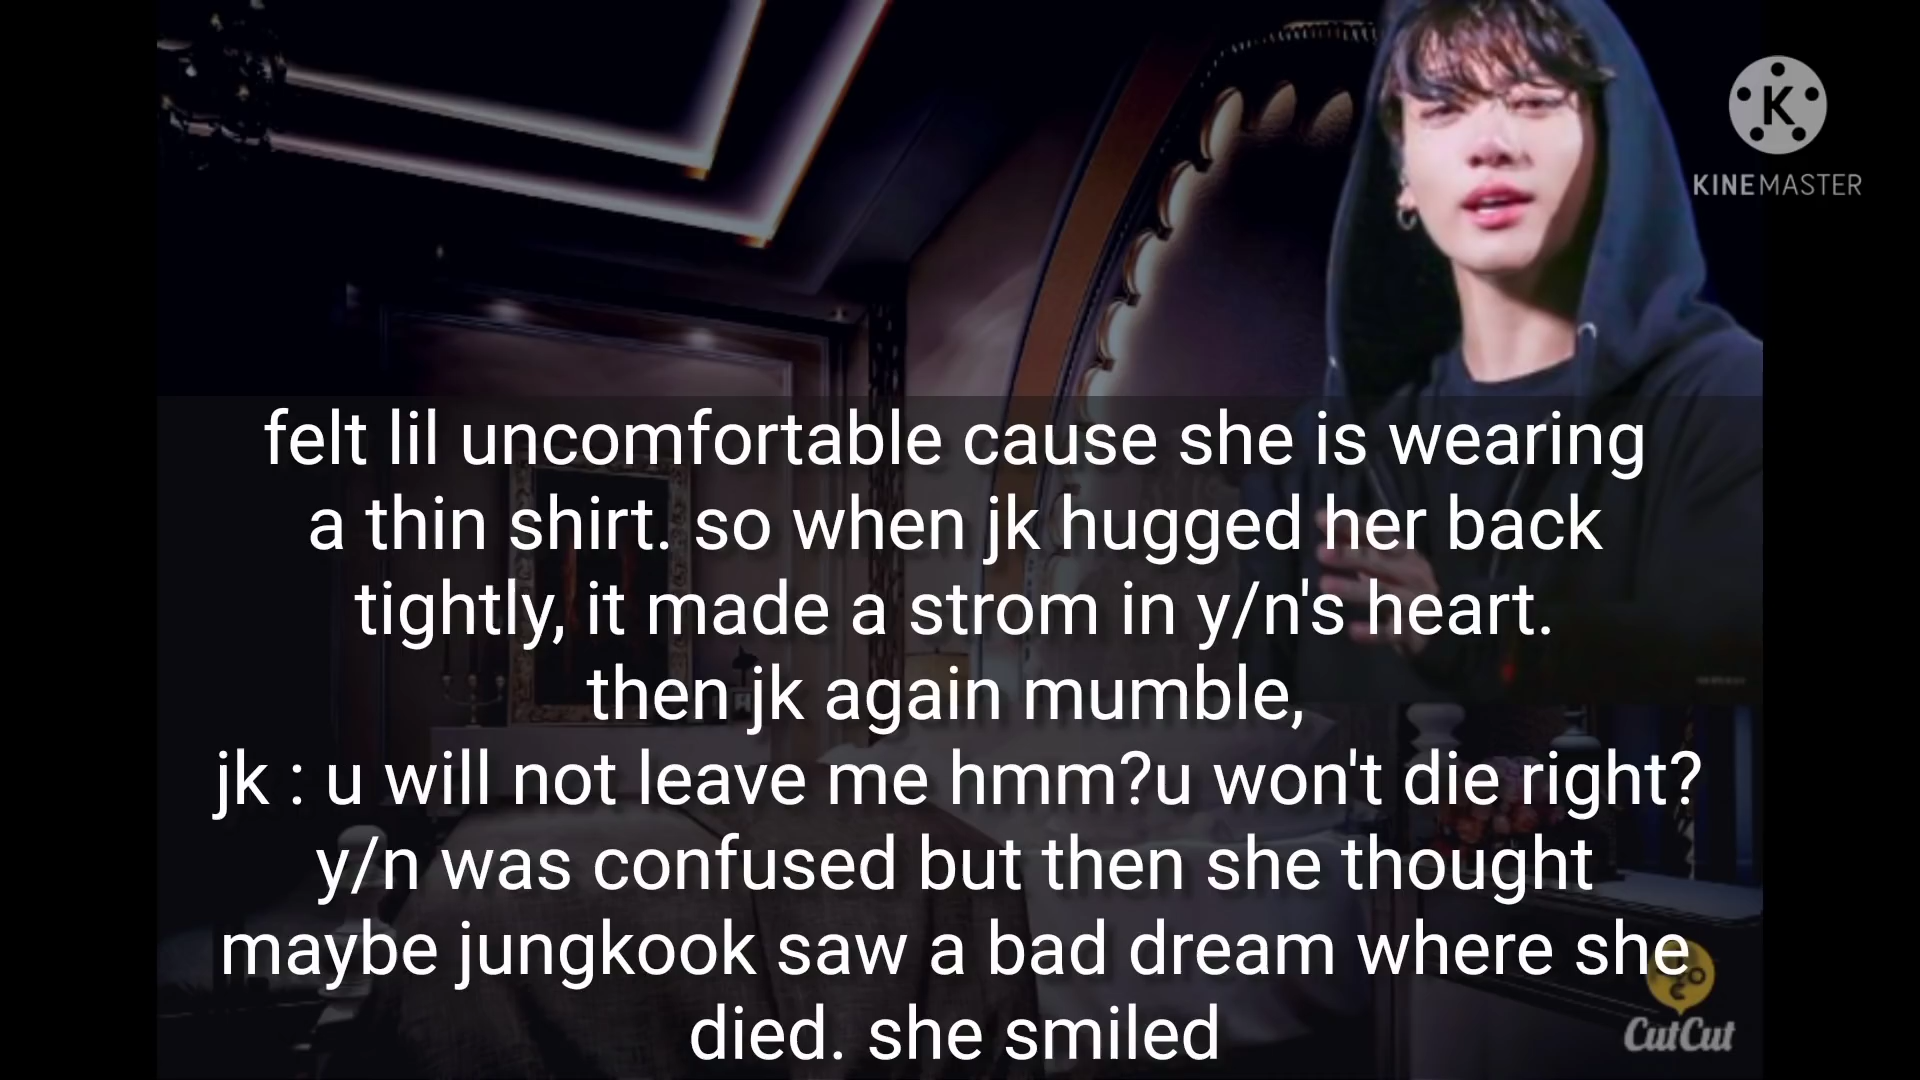 K
KINEMASTER
felt lil uncomfortable cause she is wearing
a thin shirt. so when jk hugged her back
tightly, it made a strom in y/n's heart.
then jk again mumble,
jk : u will not leave me hmm?u won't die right?
y/n was confused but then she thought
maybe jungkook saw a bad dream where she
died. she smiled
CutCut